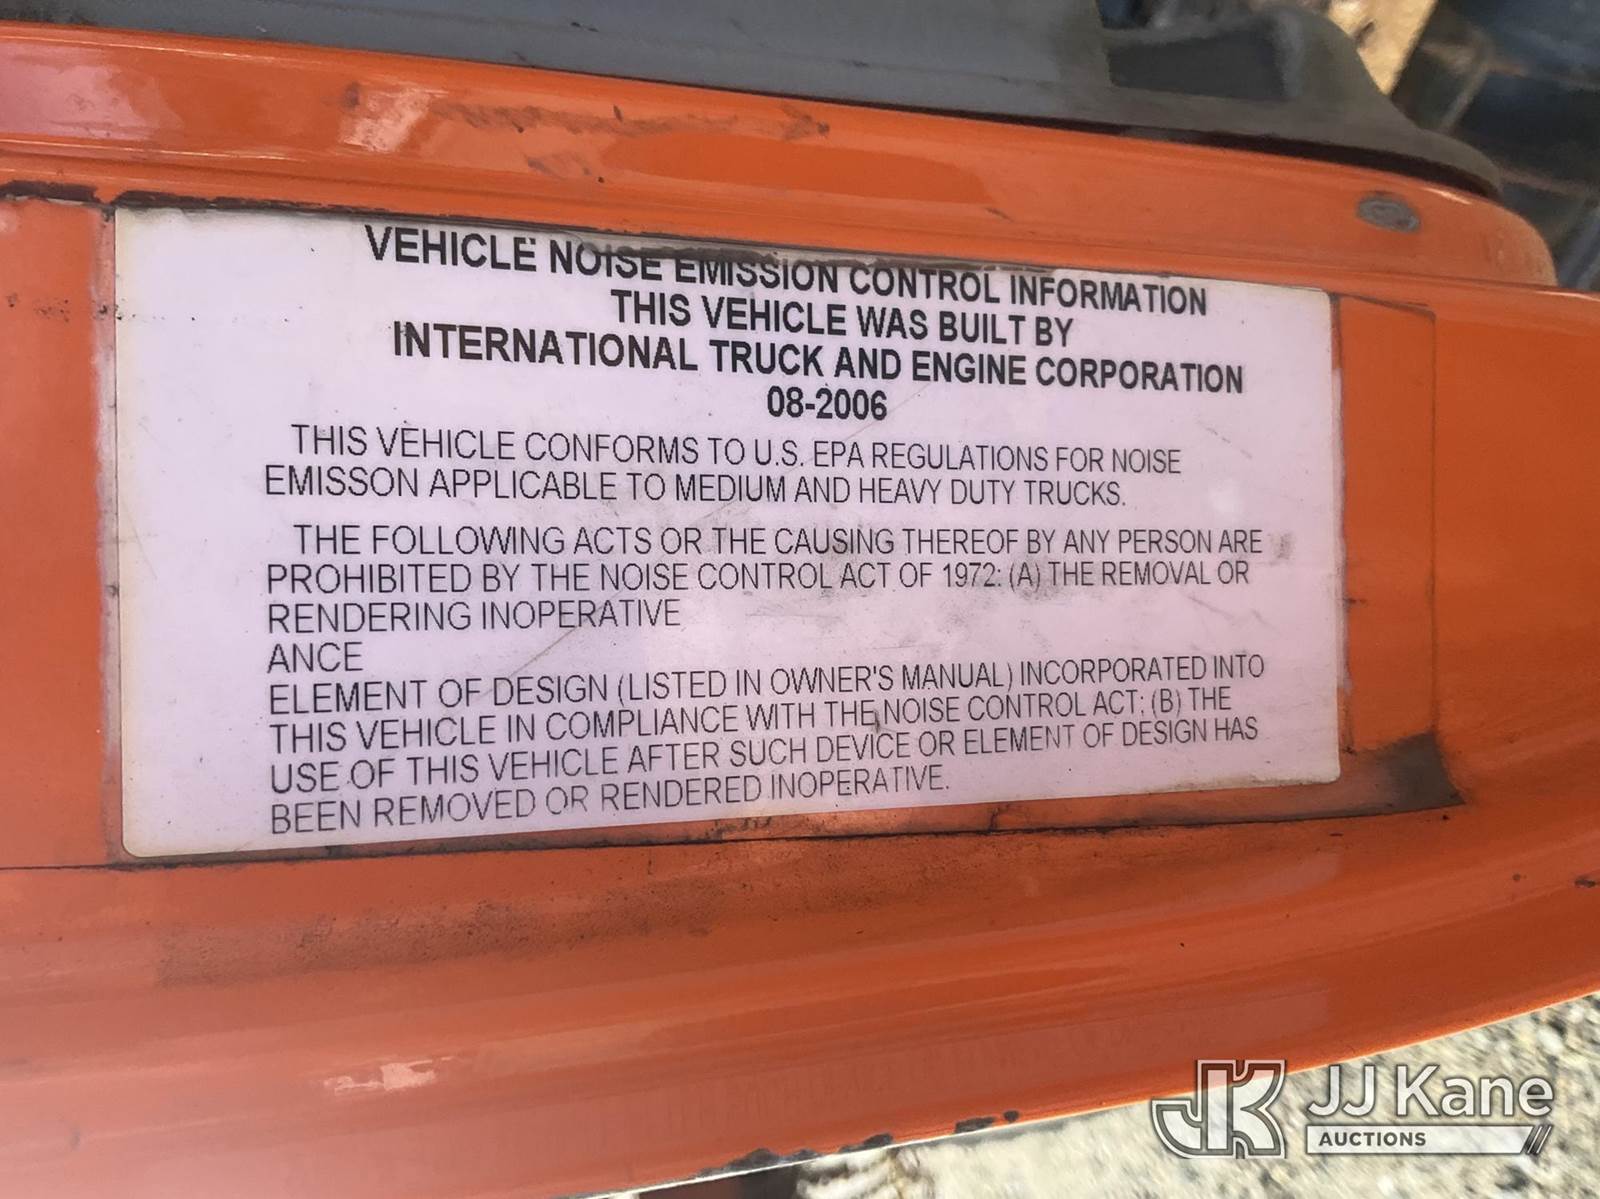 VEHICLE NOISE EMISSION CONTROL INFORMATION
THIS VEHICLE WAS BUILT BY
INTERNATIONAL TRUCK AND ENGINE CORPORATION
08-2006
THIS VEHICLE CONFORMS TO U.S. EPA REGULATIONS FOR NOISE
EMISSON APPLICABLE TO MEDIUM AND HEAVY DUTY TRUCKS.
THE FOLLOWING ACTS OR THE CAUSING THEREOF BY ANY PERSON ARE
PROHIBITED BY THE NOISE CONTROL ACT OF 1972: (A) THE REMOVAL OR
RENDERING INOPERATIVE
ANCE
ELEMENT OF DESIGN (LISTED IN OWNER'S MANUAL) INCORPORATED INTO
THIS VEHICLE IN COMPLIANCE WITH THE NOISE CONTROL ACT; (B) THE
USE OF THIS VEHICLE AFTER SUCH DEVICE OR ELEMENT OF DESIGN HAS
BEEN REMOVED OR RENDERED INOPERATIVE.
JK JJ Kane
AUCTIONS